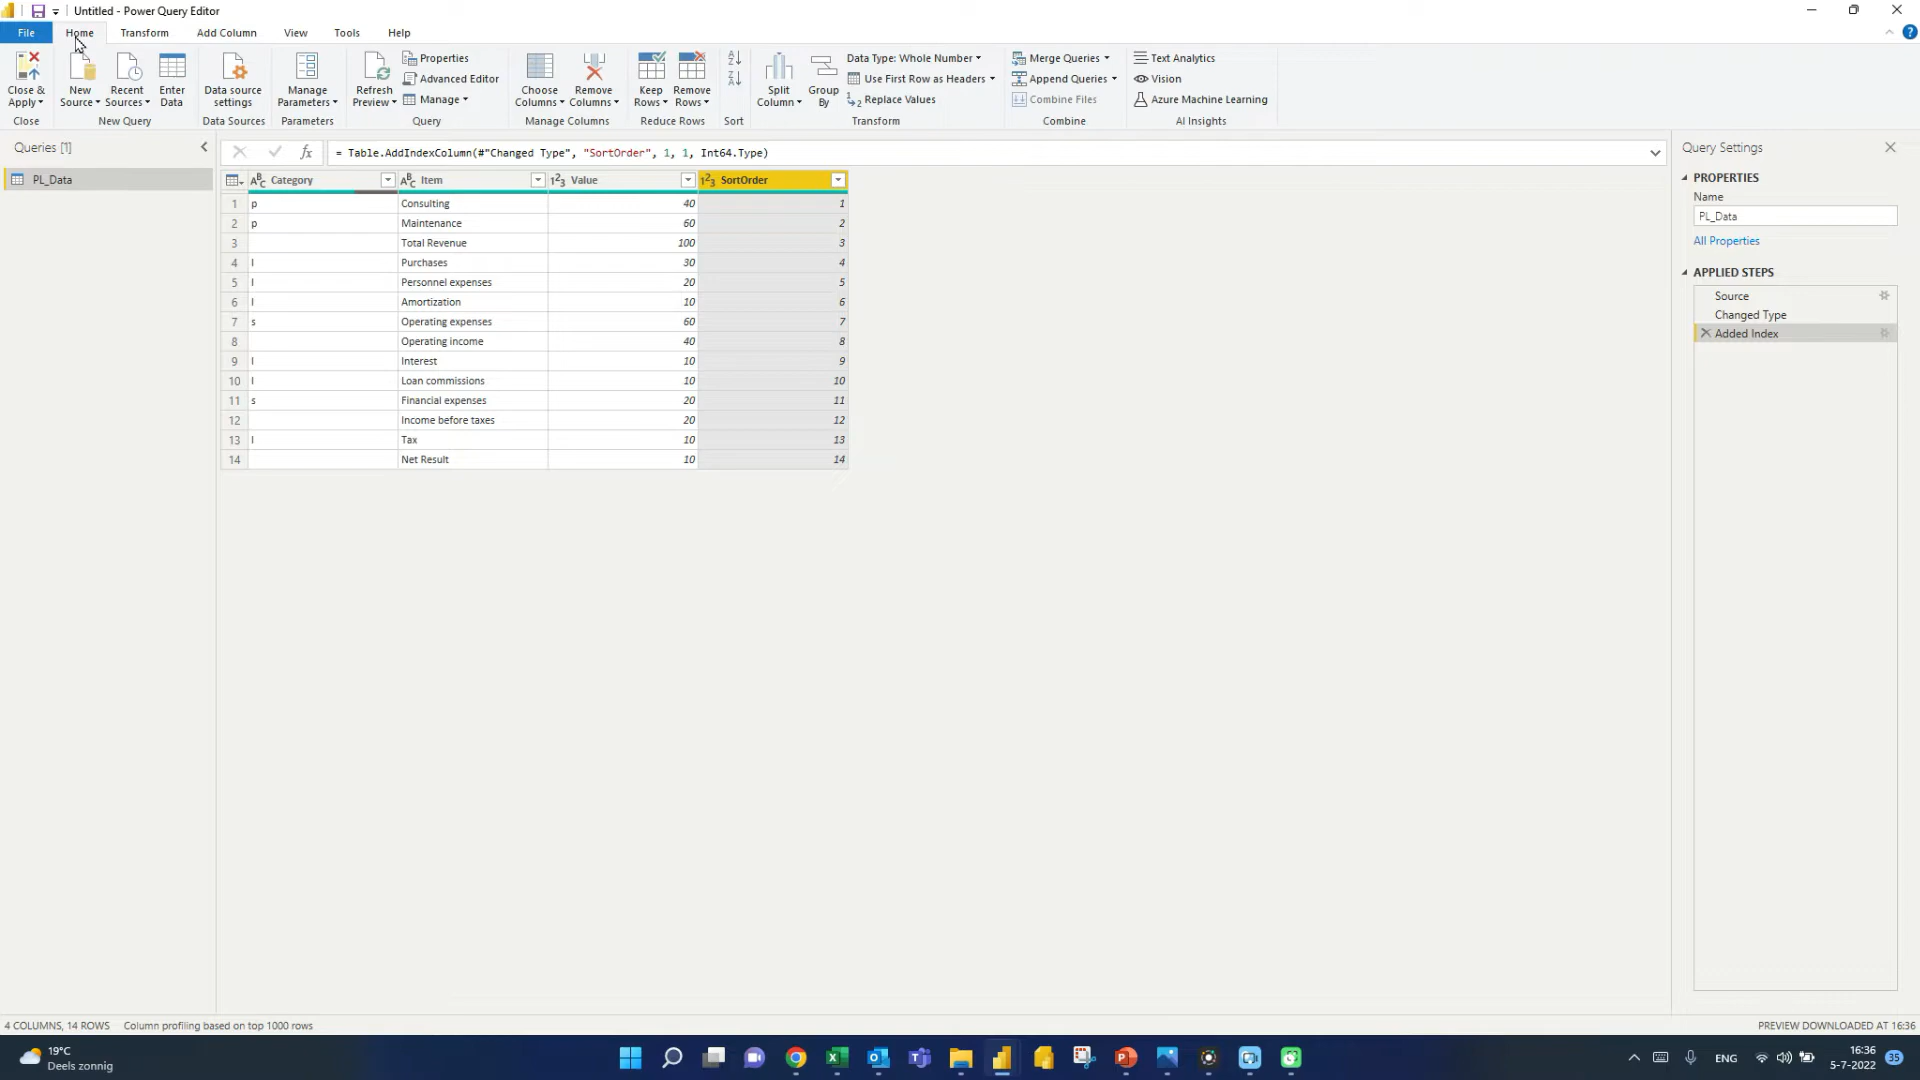 Untitled - Power Query Editor
File Home Transform Add Column View Tools Help
Close & Apply
New Source
Recent Sources
Enter Data
Data source settings
Manage Parameters
Refresh Preview
Properties
Advanced Editor
Manage
Choose Columns
Remove Columns
Keep Rows
Remove Rows
Split Column
Group By
Data Type: Whole Number
Use First Row as Headers
Replace Values
Merge Queries
Append Queries
Combine Files
Text Analytics
Vision
Azure Machine Learning
Close New Query Data Sources Parameters Query Manage Columns Reduce Rows Sort Transform Combine AI Insights
Queries [1]
PL_Data
fx = Table.AddIndexColumn(#"Changed Type", "SortOrder", 1, 1, Int64.Type)
Category Item Value SortOrder
1 p Consulting 40 1
2 p Maintenance 60 2
3 Total Revenue 100 3
4 l Purchases 30 4
5 l Personnel expenses 20 5
6 l Amortization 10 6
7 s Operating expenses 60 7
8 Operating income 40 8
9 l Interest 10 9
10 l Loan commissions 10 10
11 s Financial expenses 20 11
12 Income before taxes 20 12
13 l Tax 10 13
14 Net Result 10 14
Query Settings
PROPERTIES
Name
PL_Data
All Properties
APPLIED STEPS
Source
Changed Type
Added Index
4 COLUMNS, 14 ROWS Column profiling based on top 1000 rows
PREVIEW DOWNLOADED AT 16:36
19°C
Deels zonnig
ENG
16:36
5-7-2022
35